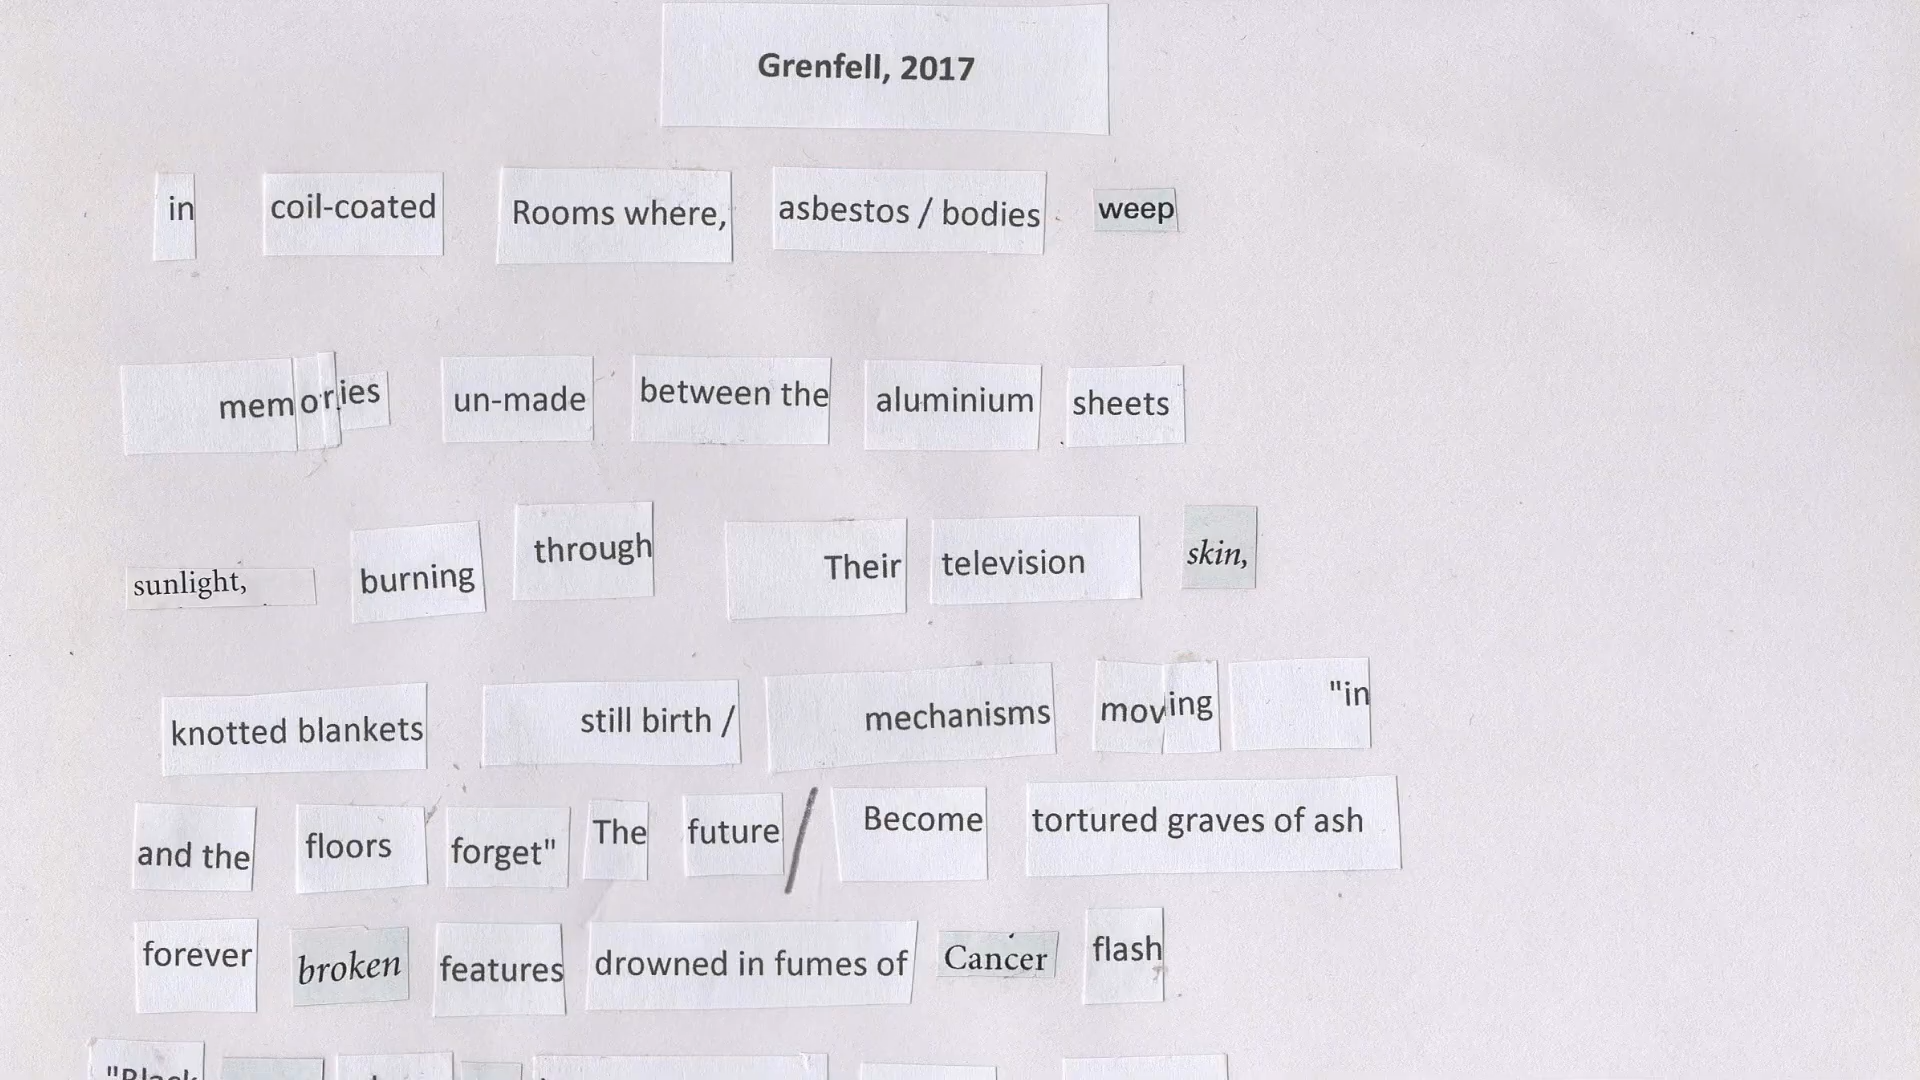 Grenfell, 2017
in coil-coated Rooms where, asbestos / bodies weep
memories un-made between the aluminium sheets
sunlight, burning through Their television skin,
knotted blankets still birth / mechanisms moving "in
and the floors forget" The future / Become tortured graves of ash
forever broken features drowned in fumes of Cancer flash
"Black